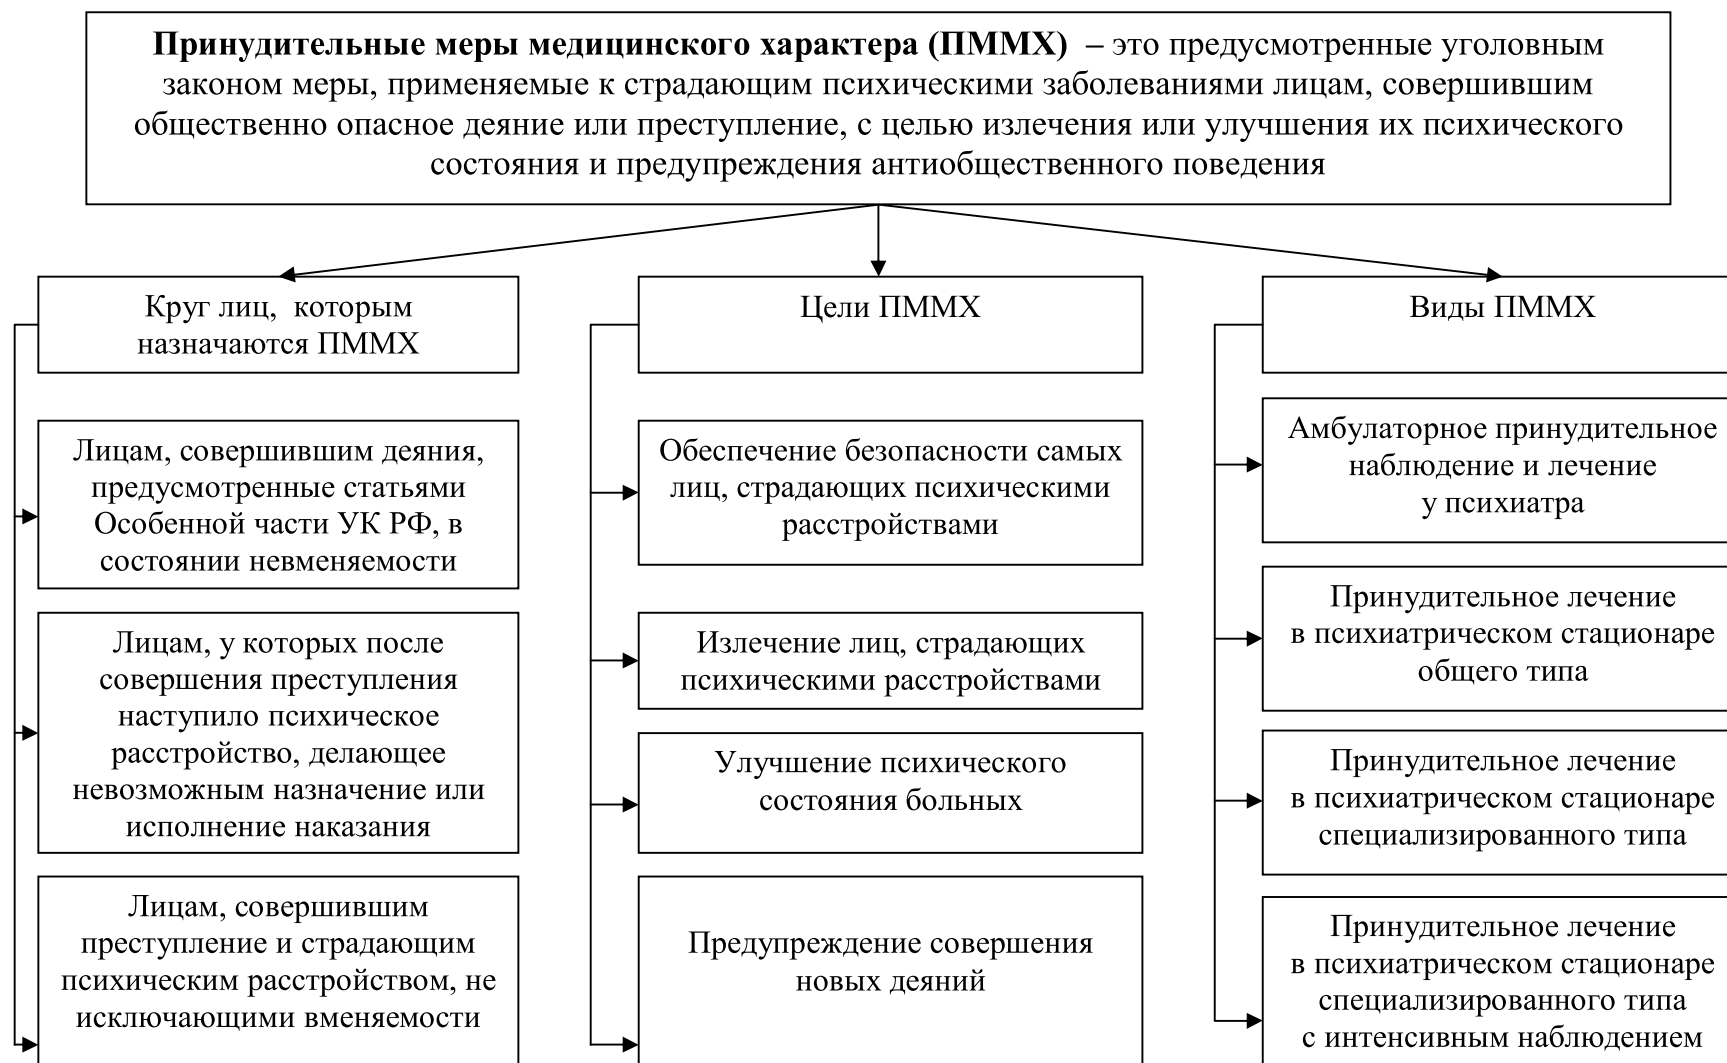 Принудительные меры медицинского характера (ПММХ) – это предусмотренные уголовным
законом меры, применяемые к страдающим психическими заболеваниями лицам, совершившим
общественно опасное деяние или преступление, с целью излечения или улучшения их психического
состояния и предупреждения антиобщественного поведения
Круг лиц, которым
назначаются ПММХ
Лицам, совершившим деяния,
предусмотренные статьями
Особенной части УК РФ, в
состоянии невменяемости
Лицам, у которых после
совершения преступления
наступило психическое
расстройство, делающее
невозможным назначение или
исполнение наказания
Лицам, совершившим
преступление и страдающим
психическим расстройством, не
исключающими вменяемости
Цели ПММХ
Обеспечение безопасности самых
лиц, страдающих психическими
расстройствами
Излечение лиц, страдающих
психическими расстройствами
Улучшение психического
состояния больных
Предупреждение совершения
новых деяний
Виды ПММХ
Амбулаторное принудительное
наблюдение и лечение
у психиатра
Принудительное лечение
в психиатрическом стационаре
общего типа
Принудительное лечение
в психиатрическом стационаре
специализированного типа
Принудительное лечение
в психиатрическом стационаре
специализированного типа
с интенсивным наблюдением